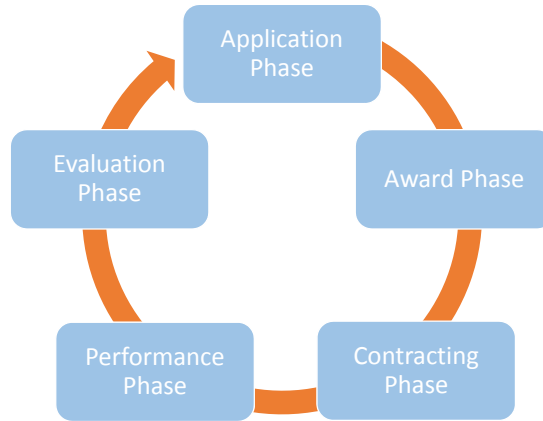 Application
Phase
Award Phase
Contracting
Phase
Performance
Phase
Evaluation
Phase